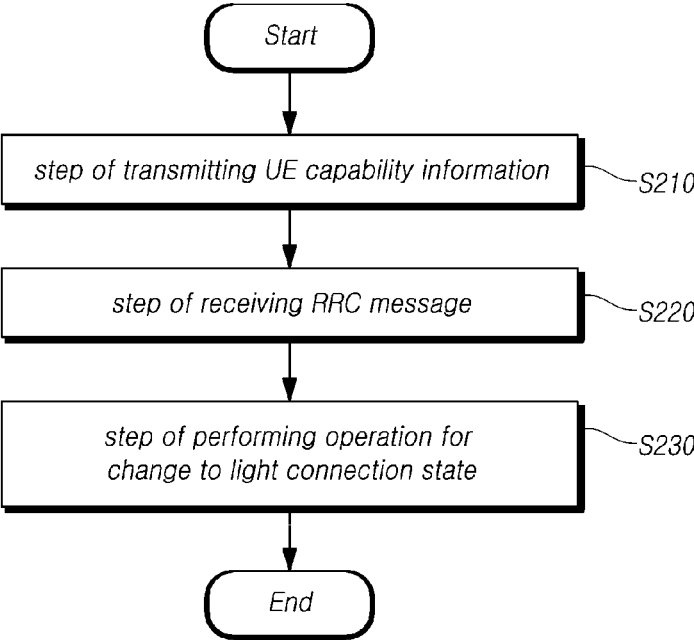 Start
step of transmitting UE capability information
S210
step of receiving RRC message
S220
step of performing operation for
change to light connection state
S230
End